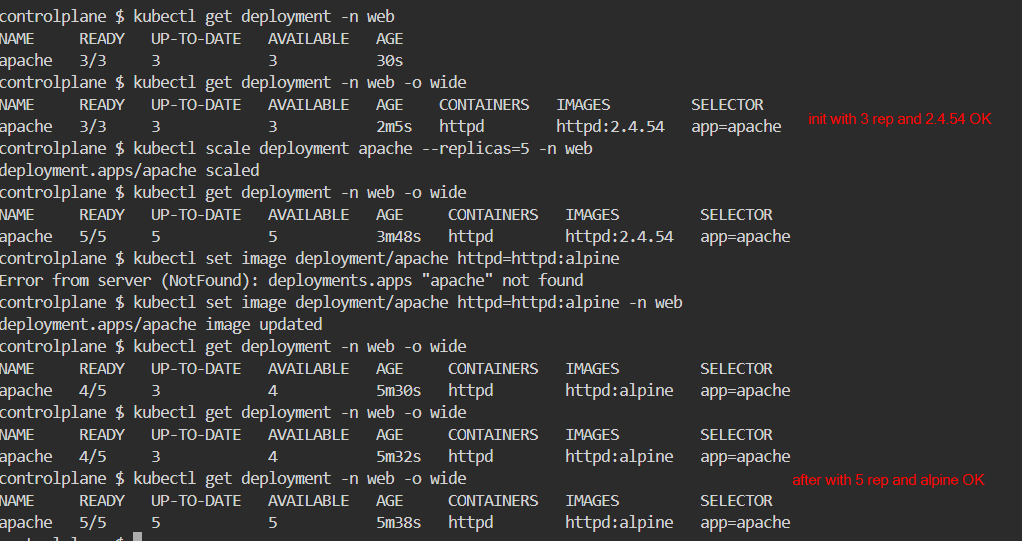 controlplane $ kubectl get deployment -n web
NAME READY UP-TO-DATE AVAILABLE AGE
apache 3/3 3 3 30s
controlplane $ kubectl get deployment -n web -o wide
NAME READY UP-TO-DATE AVAILABLE AGE CONTAINERS IMAGES SELECTOR
apache 3/3 3 3 2m5s httpd httpd:2.4.54 app=apache
init with 3 rep and 2.4.54 OK
controlplane $ kubectl scale deployment apache --replicas=5 -n web
deployment.apps/apache scaled
controlplane $ kubectl get deployment -n web -o wide
NAME READY UP-TO-DATE AVAILABLE AGE CONTAINERS IMAGES SELECTOR
apache 5/5 5 5 3m48s httpd httpd:2.4.54 app=apache
controlplane $ kubectl set image deployment/apache httpd=httpd:alpine
Error from server (NotFound): deployments.apps "apache" not found
controlplane $ kubectl set image deployment/apache httpd=httpd:alpine -n web
deployment.apps/apache image updated
controlplane $ kubectl get deployment -n web -o wide
NAME READY UP-TO-DATE AVAILABLE AGE CONTAINERS IMAGES SELECTOR
apache 4/5 3 4 5m30s httpd httpd:alpine app=apache
controlplane $ kubectl get deployment -n web -o wide
NAME READY UP-TO-DATE AVAILABLE AGE CONTAINERS IMAGES SELECTOR
apache 4/5 3 4 5m32s httpd httpd:alpine app=apache
controlplane $ kubectl get deployment -n web -o wide
after with 5 rep and alpine OK
NAME READY UP-TO-DATE AVAILABLE AGE CONTAINERS IMAGES SELECTOR
apache 5/5 5 5 5m38s httpd httpd:alpine app=apache
controlplane $